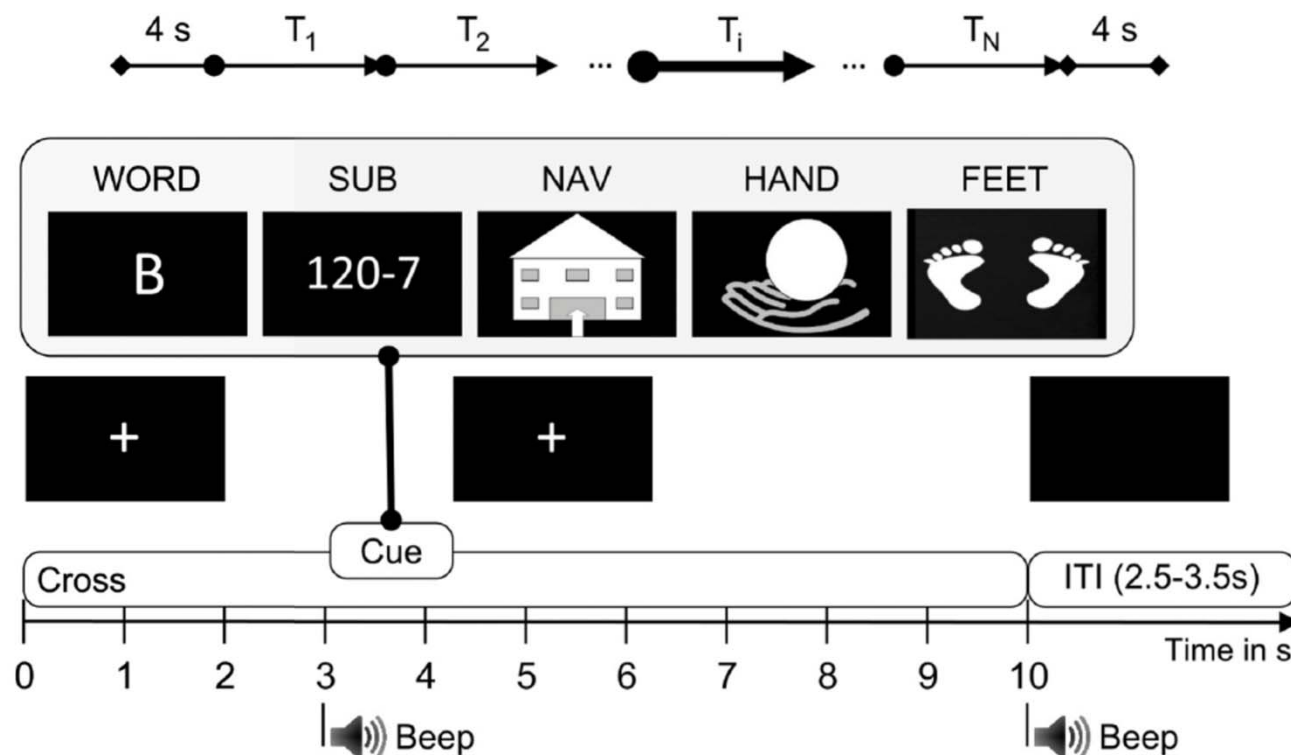 4 s T₁ T₂ ... Tᵢ ... T_N 4 s
WORD SUB NAV HAND FEET
B 120-7
+ +
Cue
Cross ITI (2.5-3.5s)
Time in s
0 1 2 3 4 5 6 7 8 9 10
Beep Beep